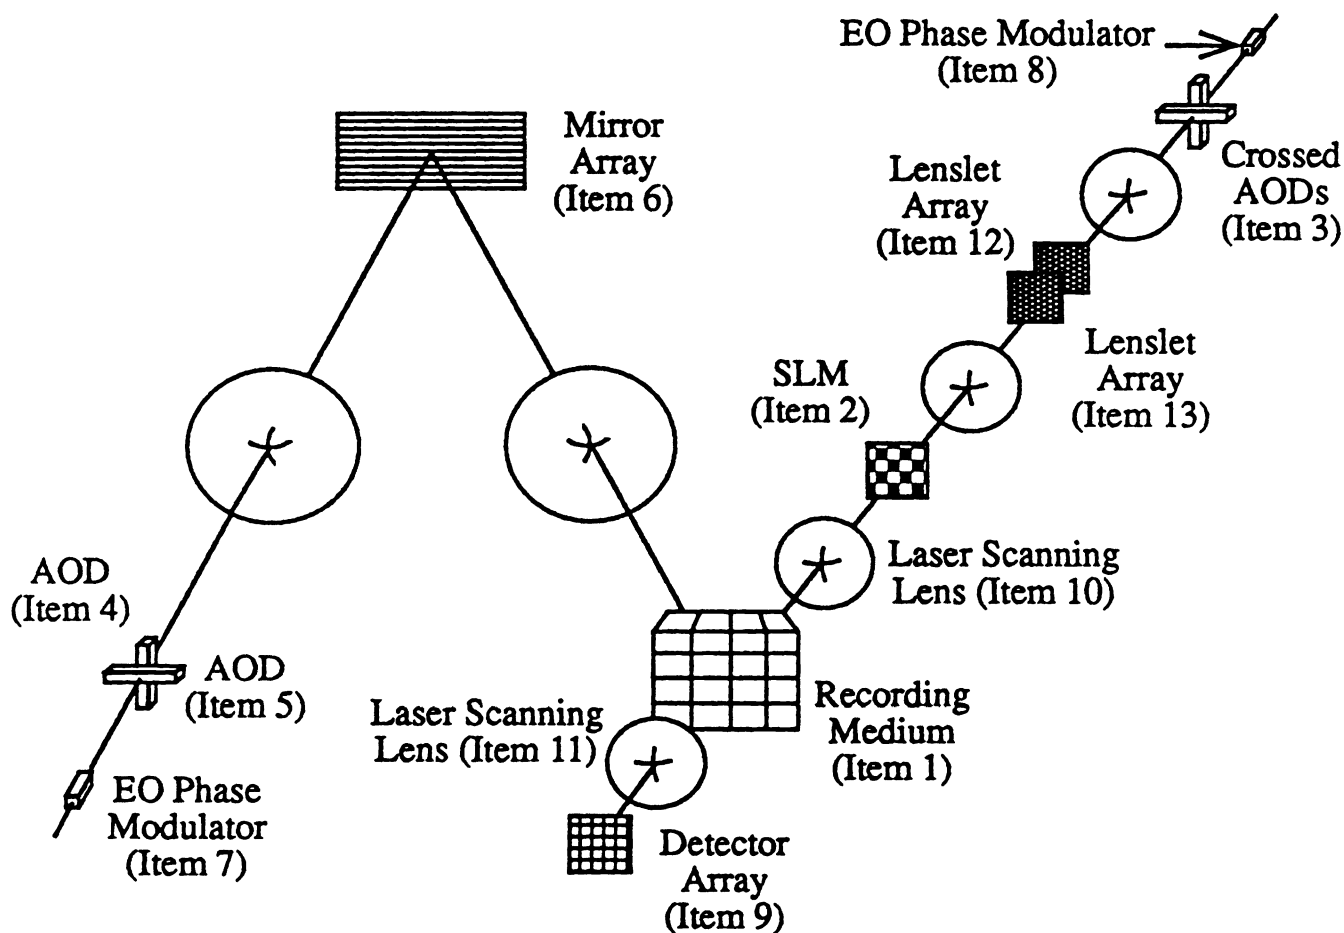 EO Phase Modulator
(Item 8)
Mirror
Array
(Item 6)
Crossed
AODs
(Item 3)
Lenslet
Array
(Item 12)
Lenslet
Array
(Item 13)
SLM
(Item 2)
AOD
(Item 4)
AOD
(Item 5)
Laser Scanning
Lens (Item 10)
Laser Scanning
Lens (Item 11)
Recording
Medium
(Item 1)
EO Phase
Modulator
(Item 7)
Detector
Array
(Item 9)